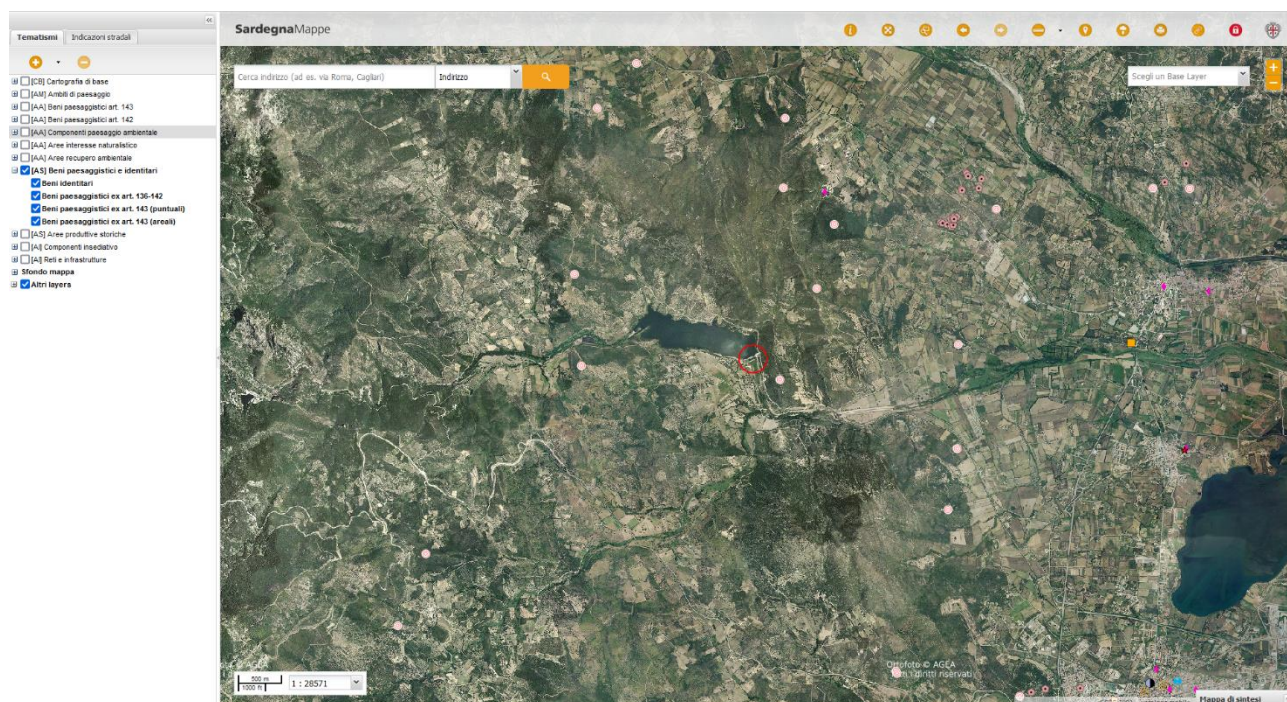 SardegnaMappe
Tematismi
Indicazioni stradali
[CB] Cartografia di base
[AM] Ambiti di paesaggio
[AA] Beni paesaggistici art. 143
[AA] Beni paesaggistici art. 142
[AA] Componenti paesaggio ambientale
[AA] Aree interesse naturalistico
[AA] Aree recupero ambientale
[AS] Beni paesaggistici e identitari
Beni identitari
Beni paesaggistici ex art. 136-142
Beni paesaggistici ex art. 143 (puntuali)
Beni paesaggistici ex art. 143 (areali)
[AS] Aree produttive storiche
[AI] Componenti insediativo
[AI] Reti e infrastrutture
Sfondo mappa
Altri layers
Cerca indirizzo (ad es. via Roma, Cagliari)
Indirizzo
Scegli un Base Layer
Ortofoto © AGEA
Tutti i diritti riservati
500 m
1000 ft
1 : 28571
Mappa di sintesi